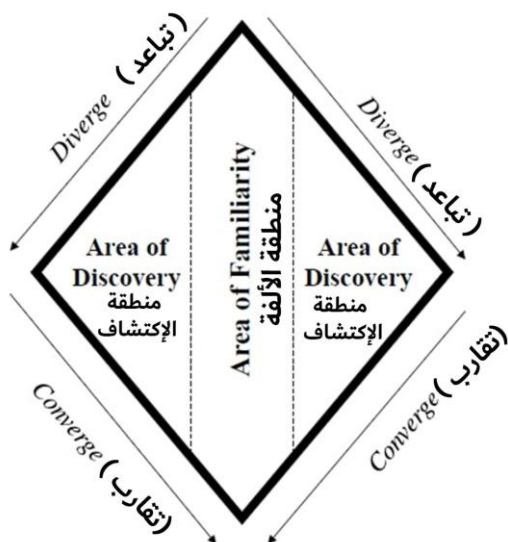 Diverge (تباعد)
Diverge (تباعد)
Area of
Discovery
منطقة
الإكتشاف
Area of Familiarity
منطقة الألفة
Area of
Discovery
منطقة
الإكتشاف
Converge (تقارب)
Converge (تقارب)